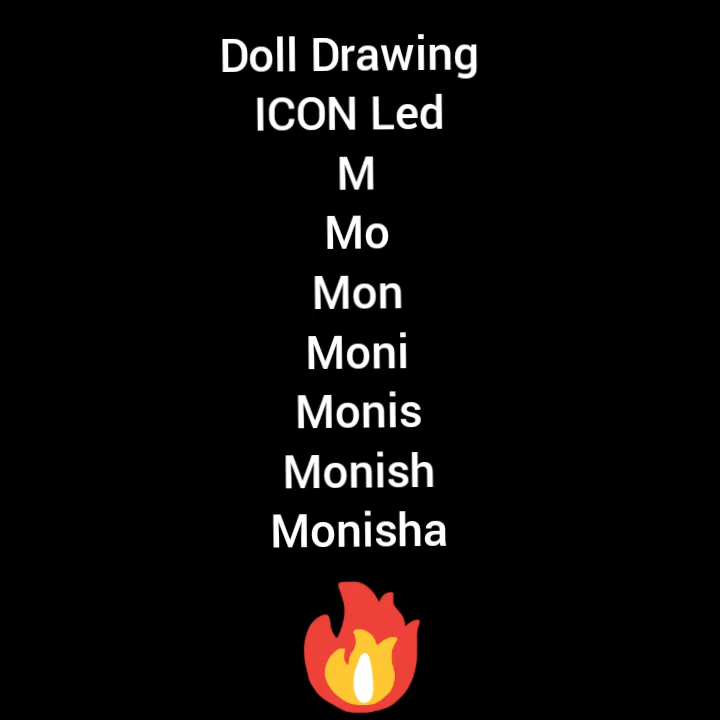 Doll Drawing
ICON Led
M
Mo
Mon
Moni
Monis
Monish
Monisha